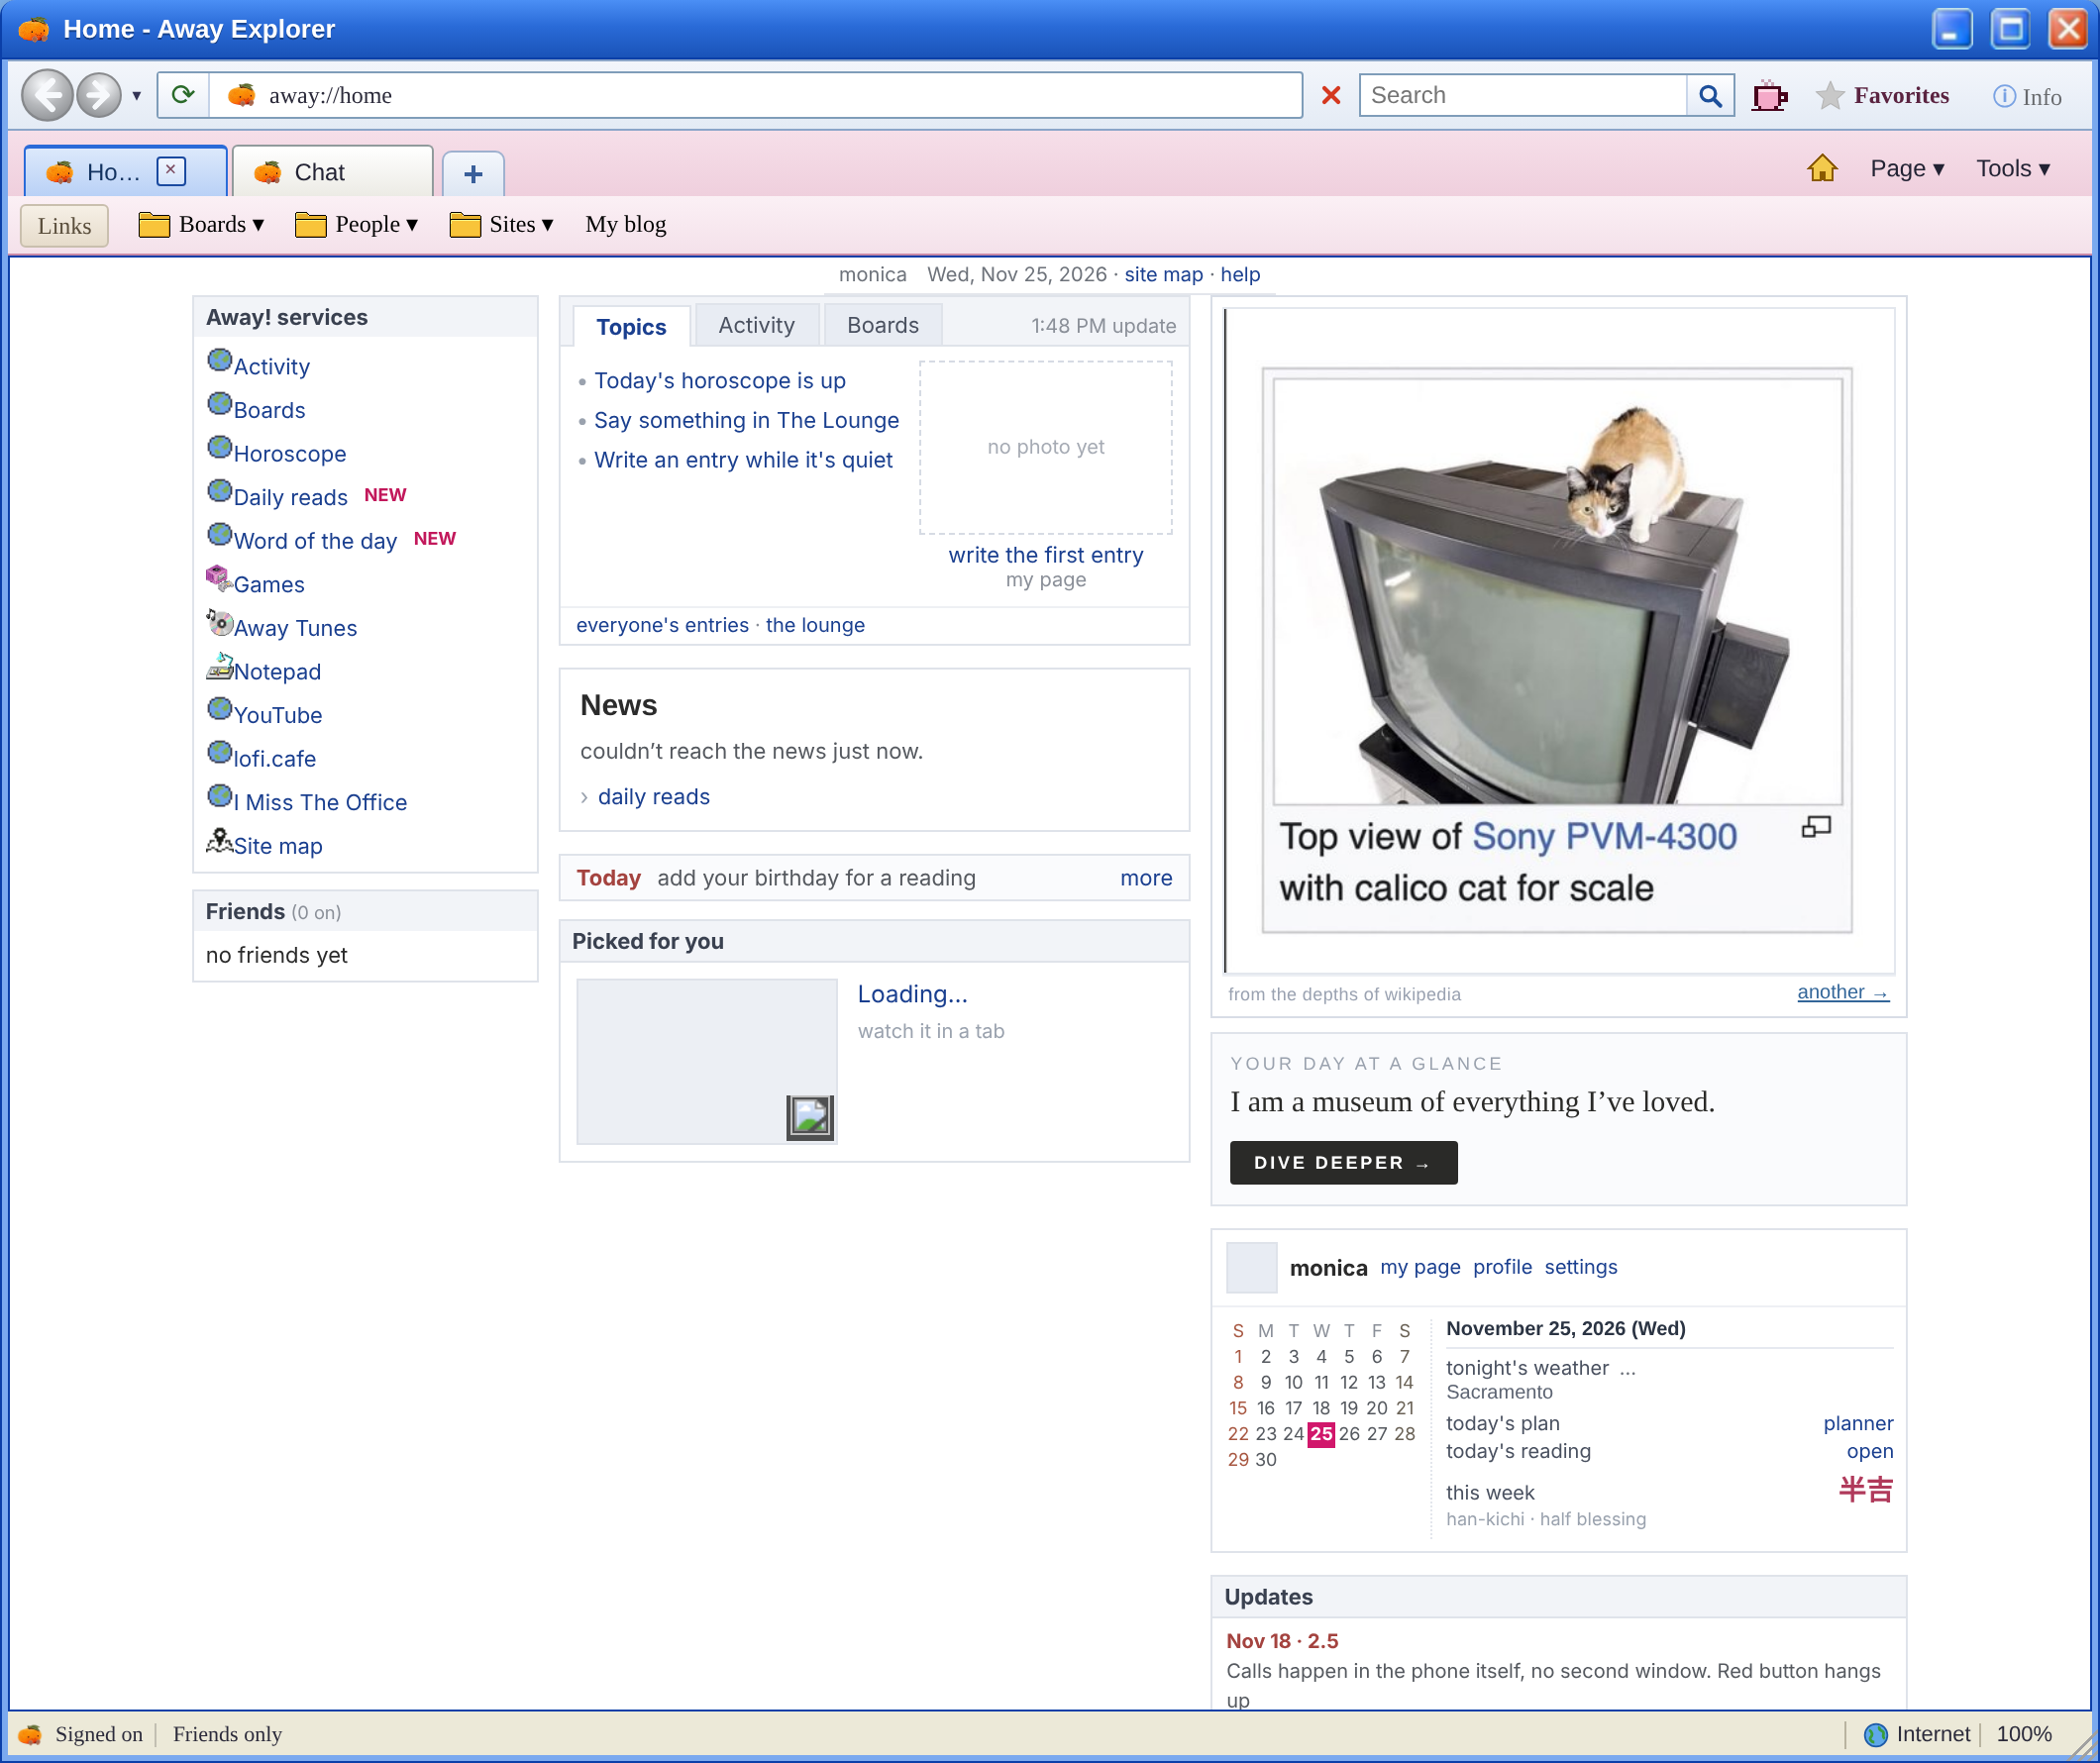 Home - Away Explorer
away://home
Search
Favorites
Info
Ho...
Chat
Page ▾
Tools ▾
Links
Boards ▾
People ▾
Sites ▾
My blog
monica Wed, Nov 25, 2026 · site map · help
Away! services
Activity
Boards
Horoscope
Daily reads NEW
Word of the day NEW
Games
Away Tunes
Notepad
YouTube
lofi.cafe
I Miss The Office
Site map
Friends (0 on)
no friends yet
Topics
Activity
Boards
1:48 PM update
• Today's horoscope is up
• Say something in The Lounge
• Write an entry while it's quiet
no photo yet
write the first entry
my page
everyone's entries · the lounge
News
couldn’t reach the news just now.
› daily reads
Today add your birthday for a reading more
Picked for you
Loading...
watch it in a tab
Top view of Sony PVM-4300
with calico cat for scale
from the depths of wikipedia
another →
YOUR DAY AT A GLANCE
I am a museum of everything I’ve loved.
DIVE DEEPER →
monica my page profile settings
S M T W T F S
1 2 3 4 5 6 7
8 9 10 11 12 13 14
15 16 17 18 19 20 21
22 23 24 25 26 27 28
29 30
November 25, 2026 (Wed)
tonight's weather ...
Sacramento
today's plan planner
today's reading open
this week 半吉
han-kichi · half blessing
Updates
Nov 18 · 2.5
Calls happen in the phone itself, no second window. Red button hangs
up
Signed on
Friends only
Internet
100%